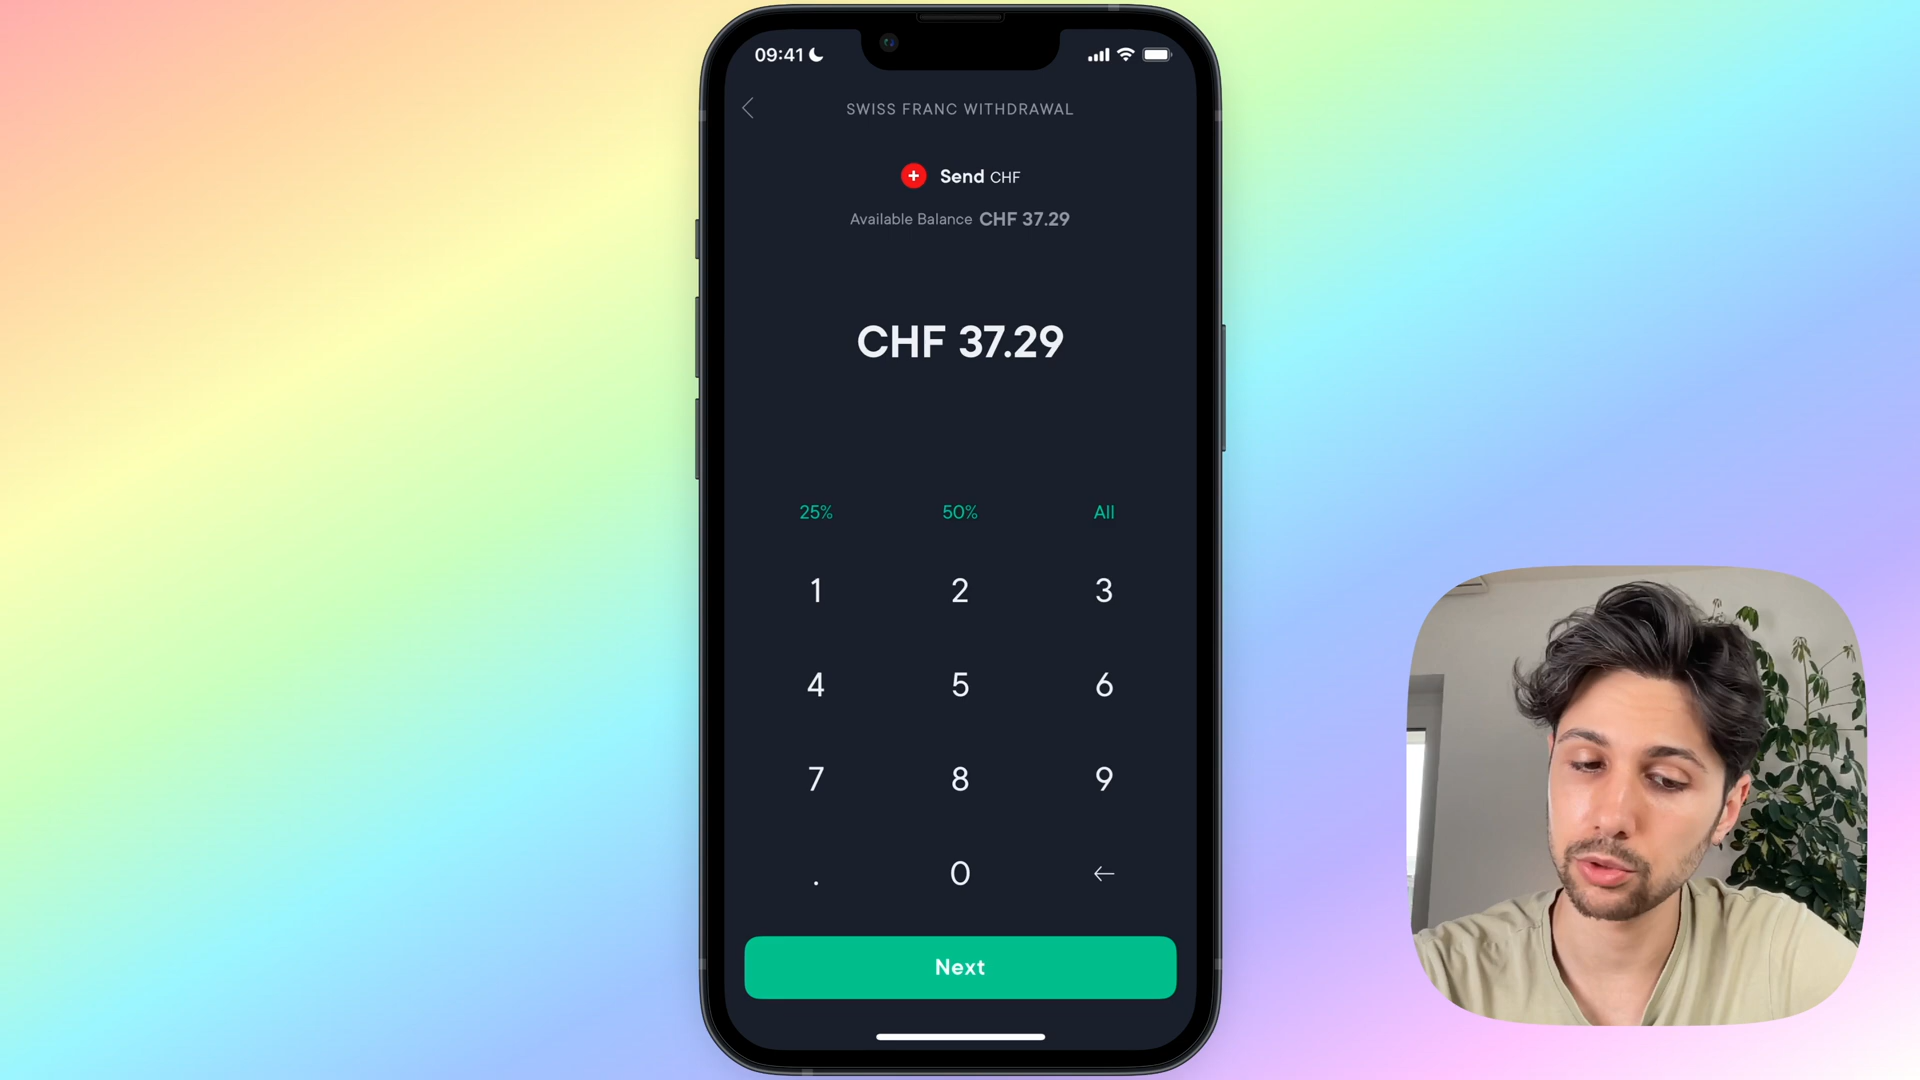 09:41
SWISS FRANC WITHDRAWAL
Send CHF
Available Balance CHF 37.29
CHF 37.29
25% 50% All
1 2 3
4 5 6
7 8 9
. 0 ←
Next